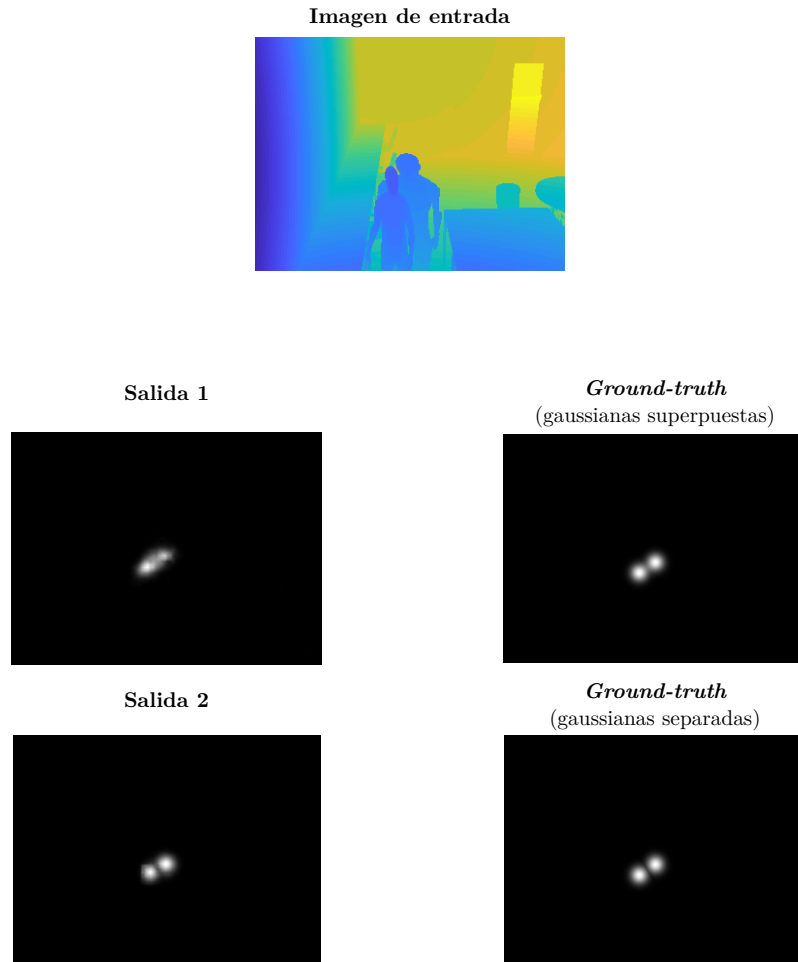 Imagen de entrada
Salida 1
Ground-truth
(gaussianas superpuestas)
Salida 2
Ground-truth
(gaussianas separadas)